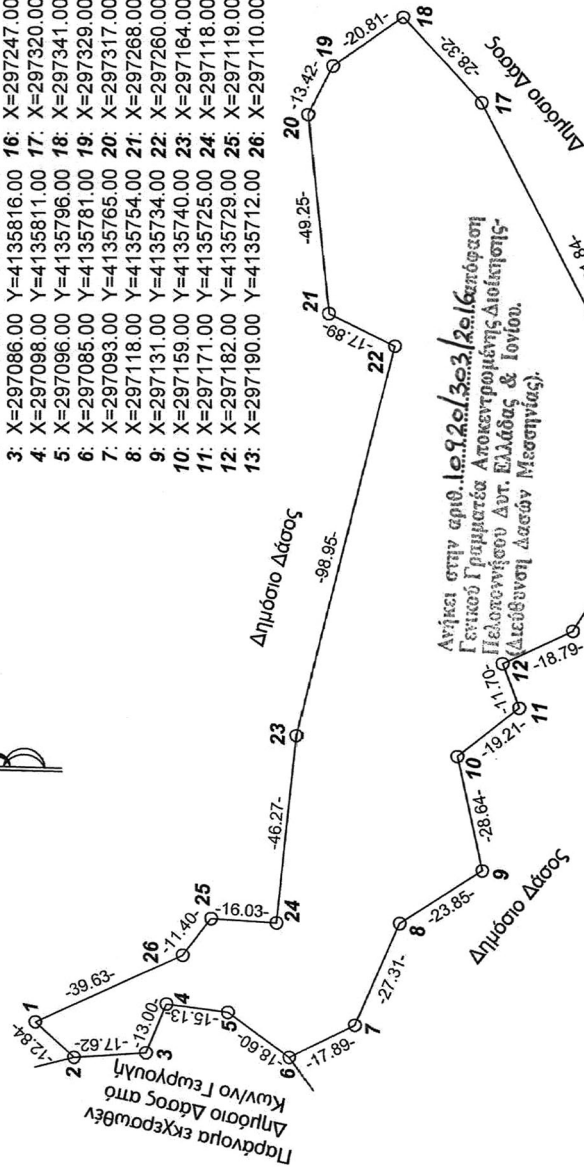 3: X=297086.00 Y=4135816.00 16: X=297247.00
4: X=297098.00 Y=4135811.00 17: X=297320.00
5: X=297096.00 Y=4135796.00 18: X=297341.00
6: X=297085.00 Y=4135781.00 19: X=297329.00
7: X=297093.00 Y=4135765.00 20: X=297317.00
8: X=297118.00 Y=4135754.00 21: X=297268.00
9: X=297131.00 Y=4135734.00 22: X=297260.00
10: X=297159.00 Y=4135740.00 23: X=297164.00
11: X=297171.00 Y=4135725.00 24: X=297118.00
12: X=297182.00 Y=4135729.00 25: X=297119.00
13: X=297190.00 Y=4135712.00 26: X=297110.00
1
-12.84-
2
-39.63-
-17.62-
3
-13.00-
4
26
-11.40-
25
-15.13-
5
-16.03-
24
-18.60-
6
-46.27-
23
-17.89-
7
Δημόσιο Δάσος
-98.95-
21
-49.25-
20
-13.42-
19
-20.81-
18
-17.89-
22
-28.32-
17
Δημόσιο Δάσος
84-
-27.31-
8
-23.85-
9
-28.64-
10
-19.21-
11
-11.70-
12
-18.79-
Δημόσιο Δάσος
Παράνομα εκχερσωθέν
Δημόσιο Δάσος από
Κων/νο Γεωργουλή
Ανήκει στην αριθ. 10920/303/2016 απόφαση
Γενικού Γραμματέα Αποκεντρωμένης Διοίκησης-
Πελοποννήσου Δυτ. Ελλάδας & Ιονίου.
(Διεύθυνση Δασών Μεσσηνίας).